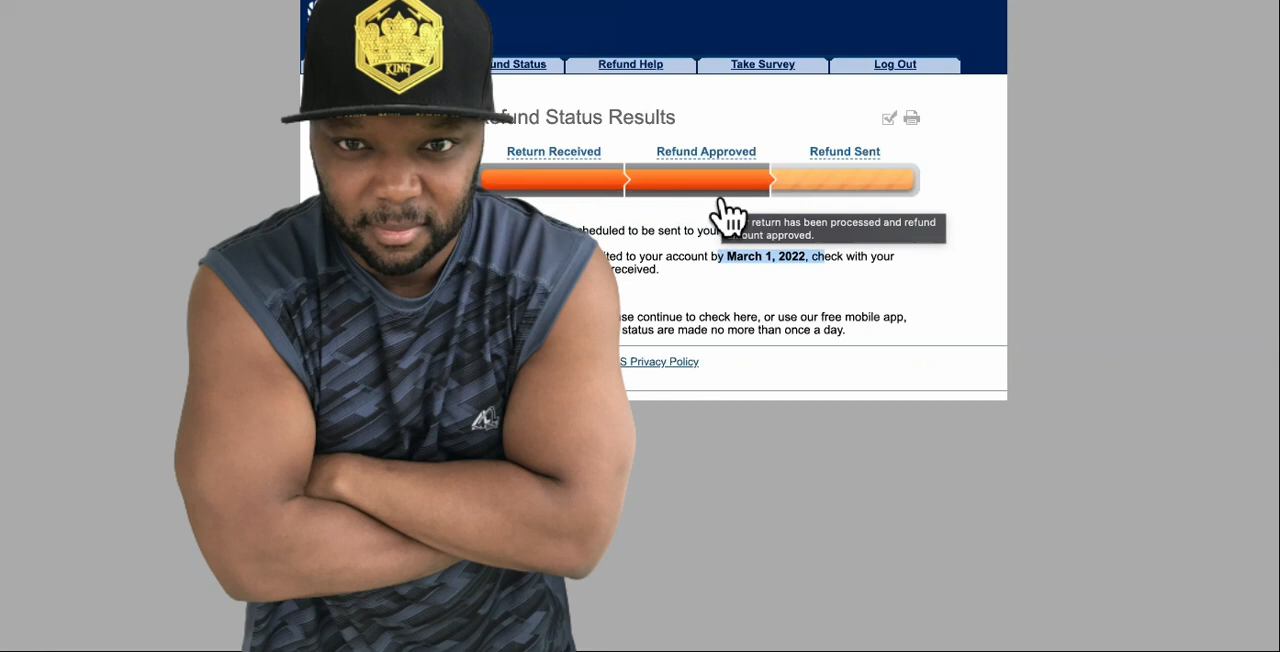 KING
und Status
Refund Help
Take Survey
Log Out
efund Status Results
Return Received
Refund Approved
Refund Sent
return has been processed and refund
ount approved.
heduled to be sent to your
ited to your account by March 1, 2022, check with your
received.
se continue to check here, or use our free mobile app,
status are made no more than once a day.
S Privacy Policy